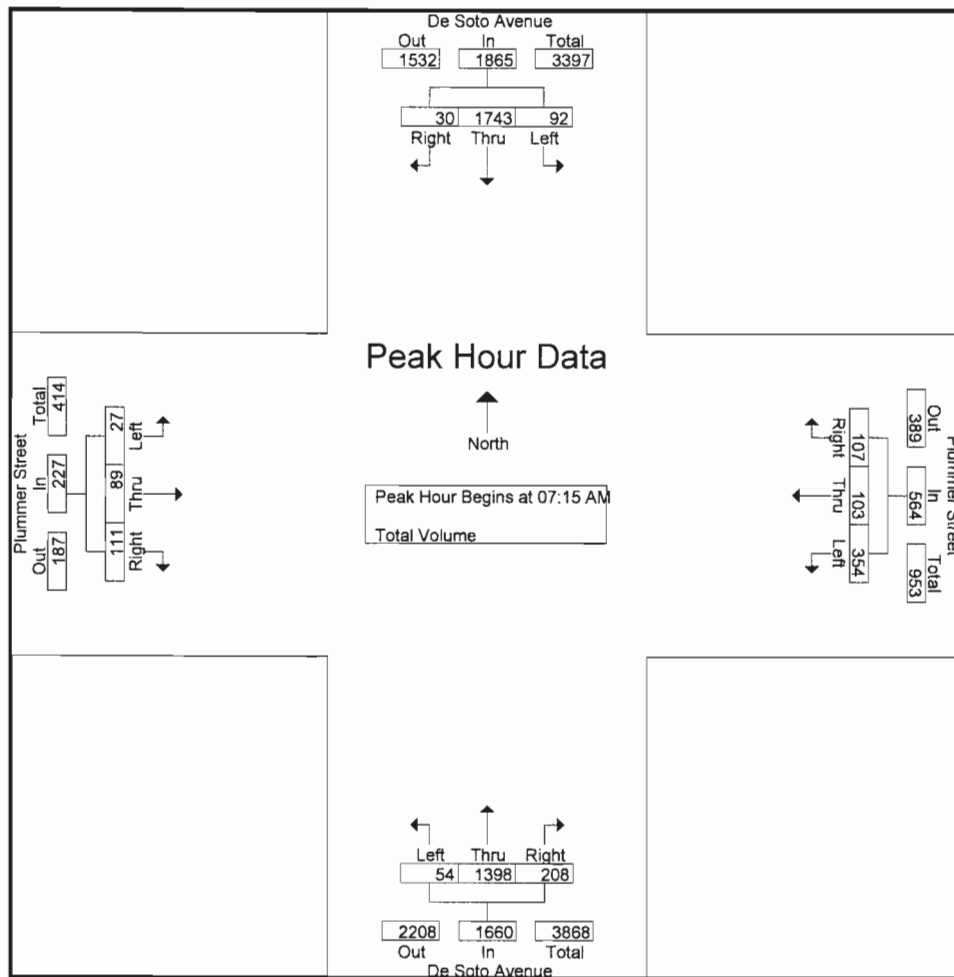 De Soto Avenue
Out In Total
1532 1865 3397
30 1743 92
Right Thru Left
Peak Hour Data
North
Peak Hour Begins at 07:15 AM
Total Volume
Plummer Street
Total In Out
414 227 187
27 89 111
Left Thru Right
Plummer Street
Out In Total
389 564 953
107 103 354
Right Thru Left
Left Thru Right
54 1398 208
2208 1660 3868
Out In Total
De Soto Avenue